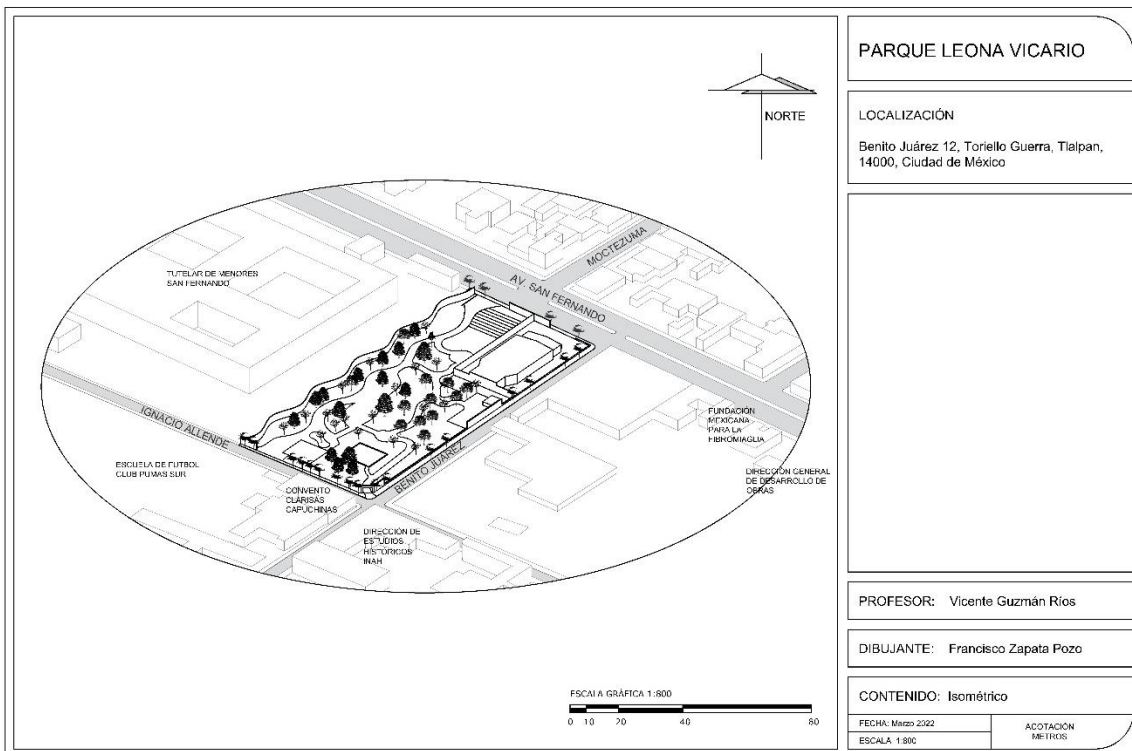 NORTE
TUTELAR DE MENORES
SAN FERNANDO
MOCTEZUMA
AV. SAN FERNANDO
IGNACIO ALLENDE
BENITO JUÁREZ
FUNDACIÓN
MEXICANA
PARA LA
FIBROMIAGLIA
ESCUELA DE FUTBOL
CLUB PUMAS SUR
DIRECCIÓN GENERAL
DE DESARROLLO DE
OBRAS
CONVENTO
CLARISAS
CAPUCHINAS
DIRECCIÓN DE
ESTUDIOS
HISTÓRICOS
INAH
ESCALA GRÁFICA 1:800
0 10 20 40 80
PARQUE LEONA VICARIO
LOCALIZACIÓN
Benito Juárez 12, Toriello Guerra, Tlalpan,
14000, Ciudad de México
PROFESOR: Vicente Guzmán Ríos
DIBUJANTE: Francisco Zapata Pozo
CONTENIDO: Isométrico
FECHA: Marzo 2022
ESCALA 1:800
ACOTACIÓN
METROS